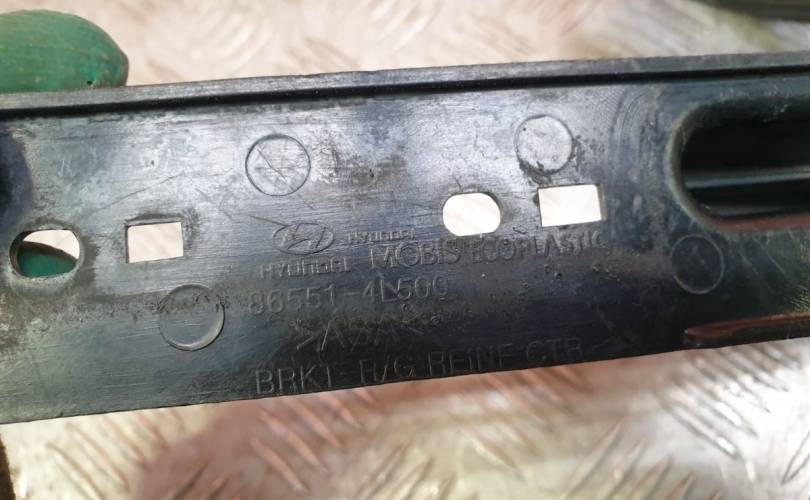 HYUNDAI
HYUNDAI MOBIS ECOPLASTIC
86551-4L500
BRKT-R/G REINF CTR